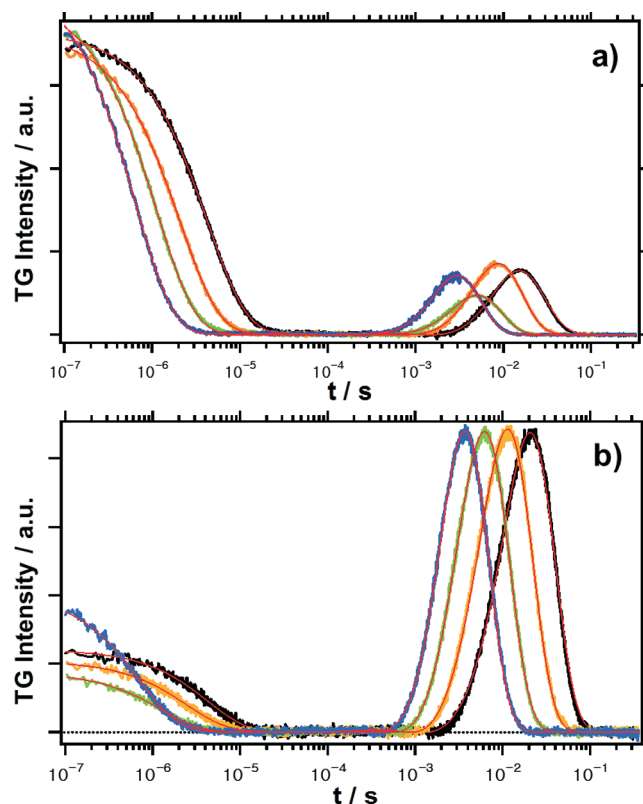 a)
TG Intensity / a.u.
10⁻⁷ 10⁻⁶ 10⁻⁵ 10⁻⁴ 10⁻³ 10⁻² 10⁻¹
t / s
b)
TG Intensity / a.u.
10⁻⁷ 10⁻⁶ 10⁻⁵ 10⁻⁴ 10⁻³ 10⁻² 10⁻¹
t / s